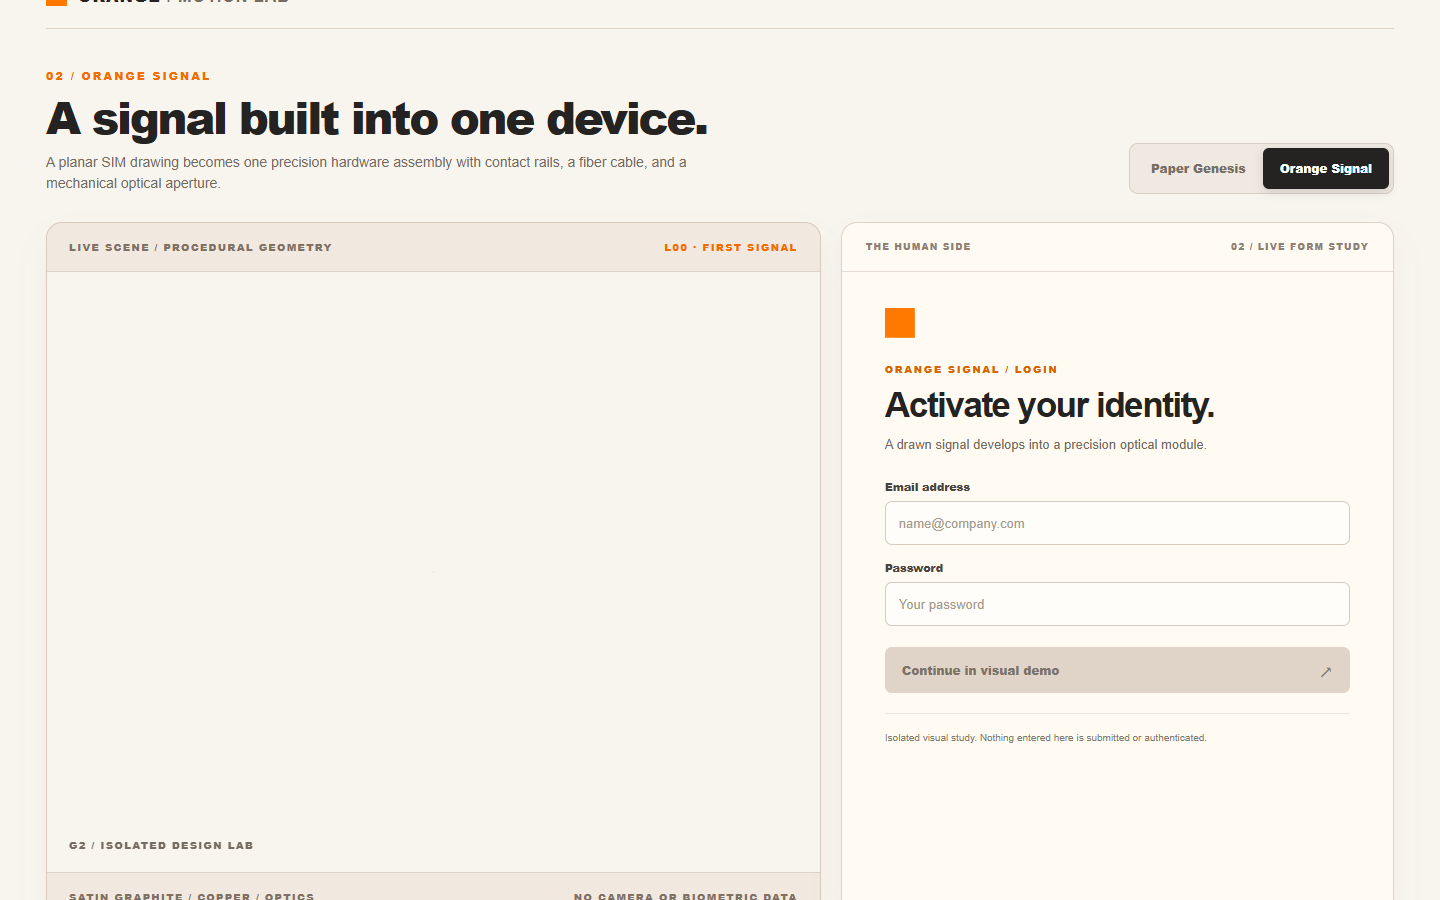 ORANGE / MOTION LAB
02 / ORANGE SIGNAL
A signal built into one device.
A planar SIM drawing becomes one precision hardware assembly with contact rails, a fiber cable, and a
mechanical optical aperture.
Paper Genesis
Orange Signal
LIVE SCENE / PROCEDURAL GEOMETRY
L00 · FIRST SIGNAL
G2 / ISOLATED DESIGN LAB
SATIN GRAPHITE / COPPER / OPTICS
NO CAMERA OR BIOMETRIC DATA
THE HUMAN SIDE
02 / LIVE FORM STUDY
ORANGE SIGNAL / LOGIN
Activate your identity.
A drawn signal develops into a precision optical module.
Email address
name@company.com
Password
Your password
Continue in visual demo ↗
Isolated visual study. Nothing entered here is submitted or authenticated.